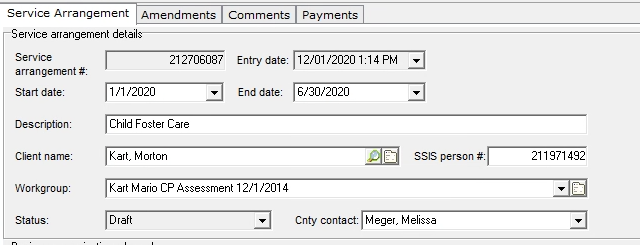 Service Arrangement Amendments Comments Payments
Service arrangement details
Service arrangement #: 212706087 Entry date: 12/01/2020 1:14 PM
Start date: 1/1/2020 End date: 6/30/2020
Description: Child Foster Care
Client name: Kart, Morton SSIS person #: 211971492
Workgroup: Kart Mario CP Assessment 12/1/2014
Status: Draft Cnty contact: Meger, Melissa